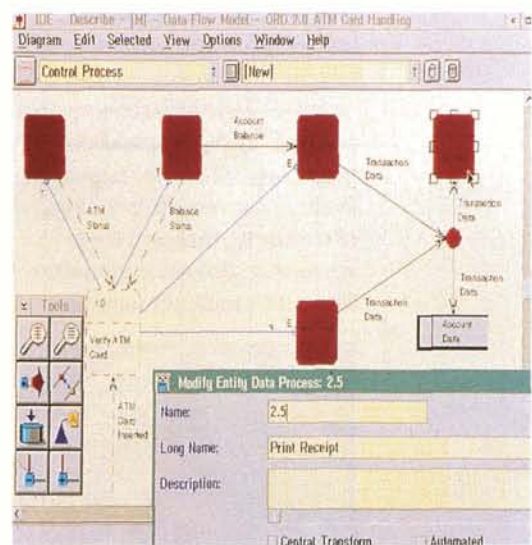 IDE - Describe - [M] - Data Flow Model - ORD 2.0 ATM Card Handling
Diagram Edit Selected View Options Window Help
Control Process
[New]
Account
Balance
Transaction
Data
ATM
Status
Balance
Status
Transaction
Data
Transaction
Data
Transaction
Data
Account
Data
Tools
Verify ATM
Card
ATM
Card
Inserted
Modify Entity Data Process: 2.5
Name:
2.5
Long Name:
Print Receipt
Description:
Central Transform
Automated